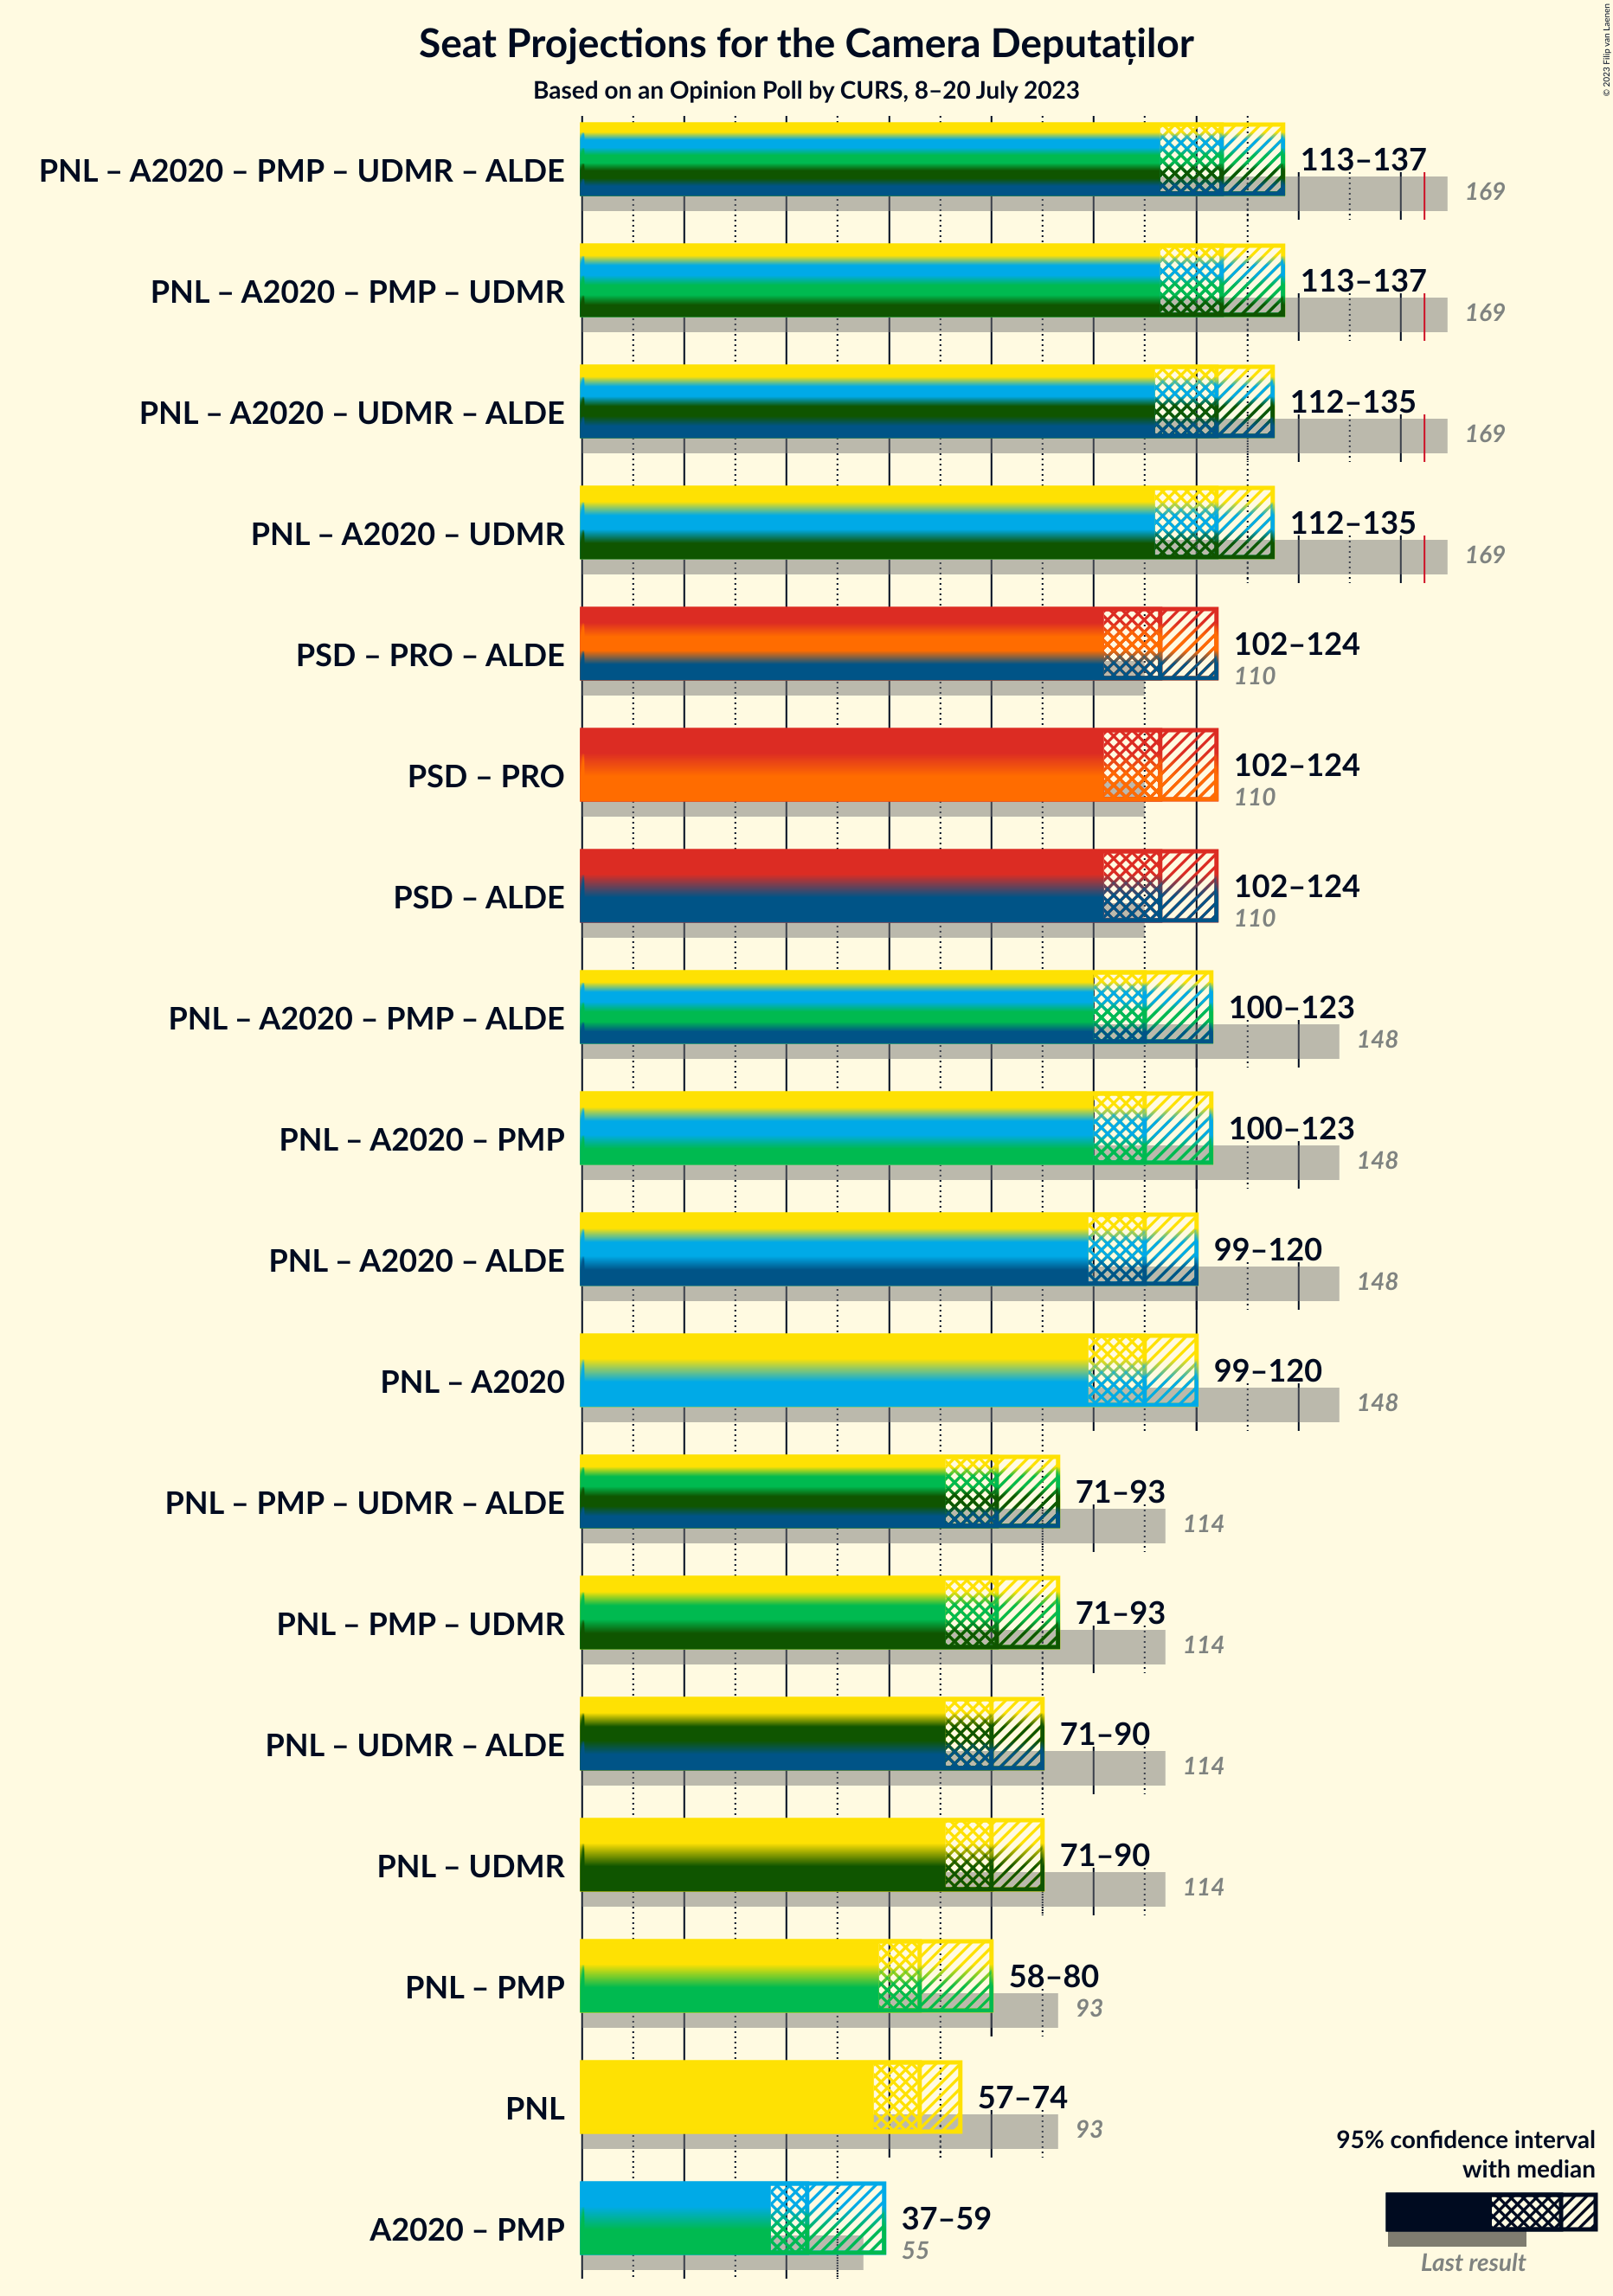 Seat Projections for the Camera Deputaților
Based on an Opinion Poll by CURS, 8–20 July 2023
© 2023 Filip van Laenen
PNL – A2020 – PMP – UDMR – ALDE
113–137
169
PNL – A2020 – PMP – UDMR
113–137
169
PNL – A2020 – UDMR – ALDE
112–135
169
PNL – A2020 – UDMR
112–135
169
PSD – PRO – ALDE
102–124
110
PSD – PRO
102–124
110
PSD – ALDE
102–124
110
PNL – A2020 – PMP – ALDE
100–123
148
PNL – A2020 – PMP
100–123
148
PNL – A2020 – ALDE
99–120
148
PNL – A2020
99–120
148
PNL – PMP – UDMR – ALDE
71–93
114
PNL – PMP – UDMR
71–93
114
PNL – UDMR – ALDE
71–90
114
PNL – UDMR
71–90
114
PNL – PMP
58–80
93
PNL
57–74
93
A2020 – PMP
37–59
55
95% confidence interval
with median
Last result